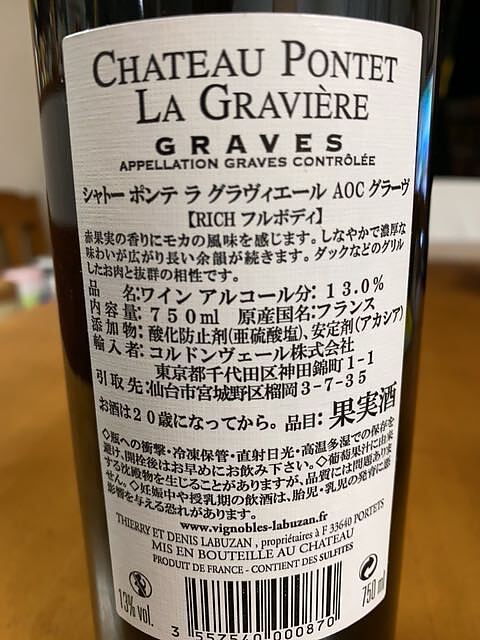 CHATEAU PONTET
LA GRAVIÈRE
GRAVES
APPELLATION GRAVES CONTRÔLÉE
シャトー ポンテ ラ グラヴィエール AOC グラーヴ
【RICH フルボディ】
赤果実の香りにモカの風味を感じます。しなやかで濃厚な
味わいが広がり長い余韻が続きます。ダックなどのグリル
したお肉と抜群の相性です。
品 名:ワイン アルコール分: 13.0%
内容量: 750ml 原産国名:フランス
添加物: 酸化防止剤(亜硫酸塩)、安定剤(アカシア)
輸入者: コルドンヴェール株式会社
東京都千代田区神田錦町1-1
引取先:仙台市宮城野区榴岡3-7-35
お酒は20歳になってから。品目: 果実酒
◇瓶への衝撃・冷凍保管・直射日光・高温多湿での保存を
避け、開栓後はお早めにお飲み下さい。◇葡萄果汁に由来
する沈殿物を生じることがありますが、品質には問題ありま
せん。◇妊娠中や授乳期の飲酒は、胎児・乳児の発育に悪
影響を与える恐れがあります。
www.vignobles-labuzan.fr
THIERRY ET DENIS LABUZAN, propriétaires à F 33640 PORTETS
MIS EN BOUTEILLE AU CHATEAU
PRODUIT DE FRANCE - CONTIENT DES SULFITES
13% vol.
750 ml
3 557540 000870